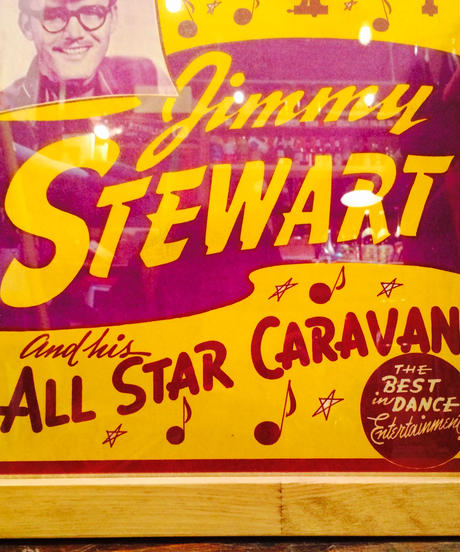 Jimmy
STEWART
And his
ALL STAR CARAVAN
THE
BEST
in DANCE
Entertainment